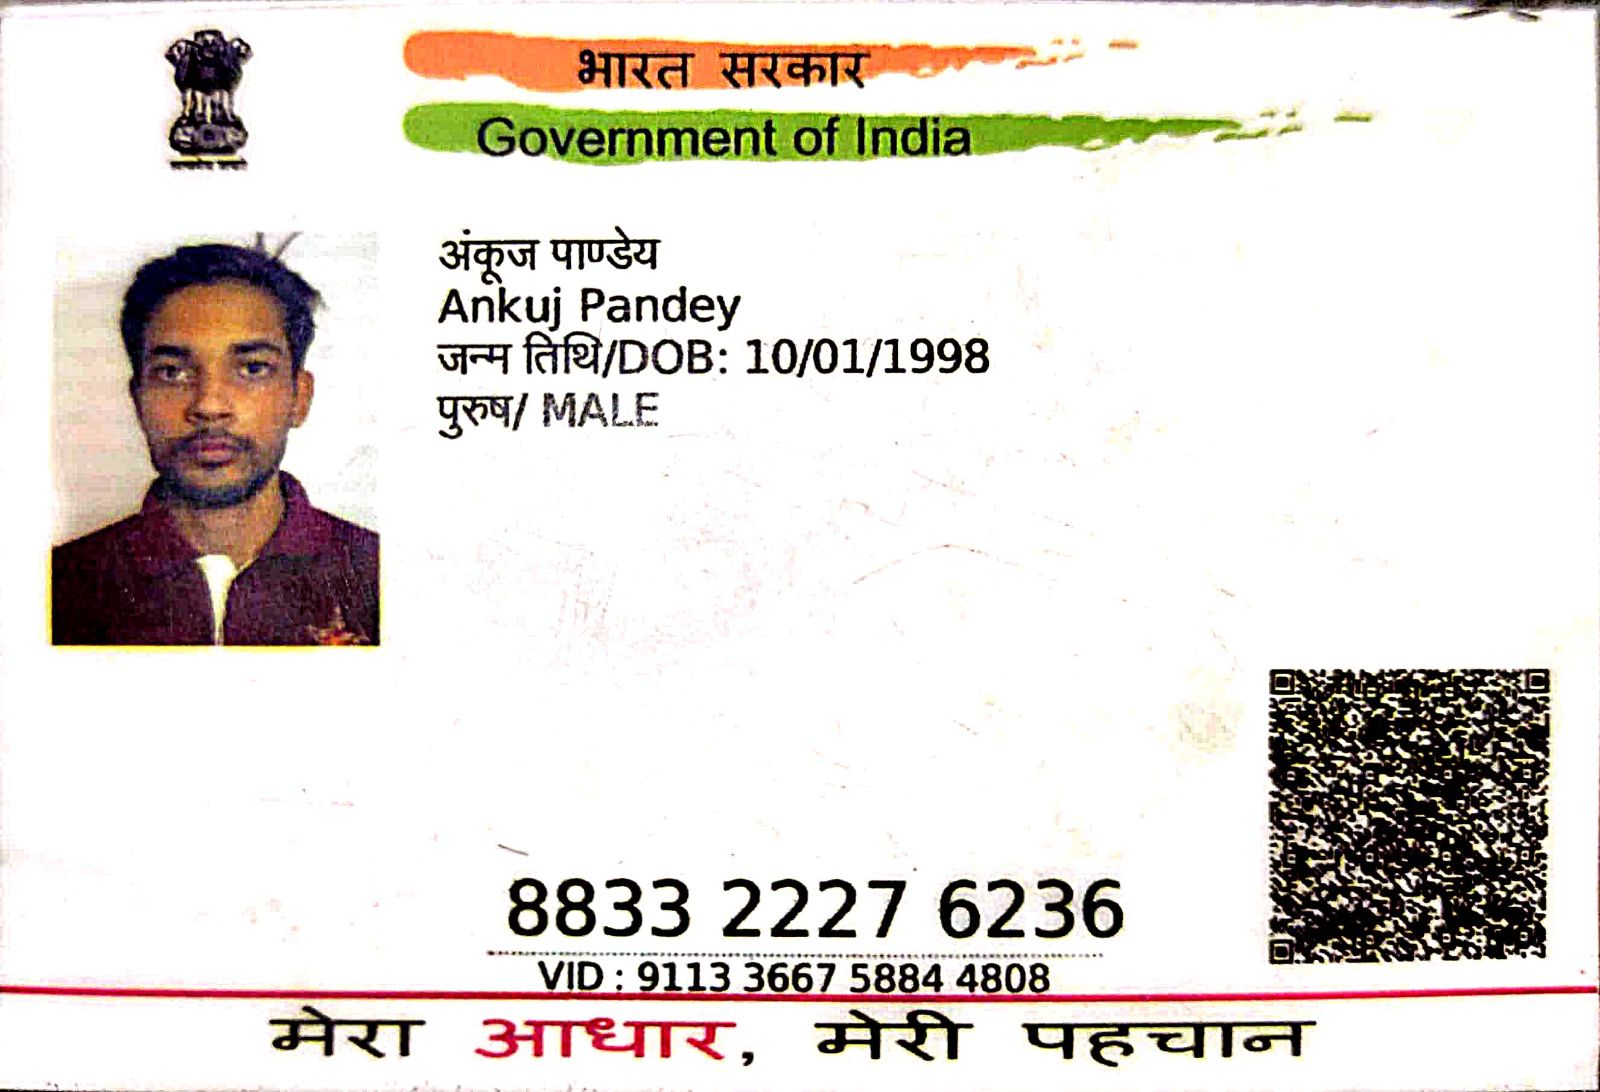 भारत सरकार
Government of India
अंकूज पाण्डेय
Ankuj Pandey
जन्म तिथि/DOB: 10/01/1998
पुरुष/ MALE
8833 2227 6236
VID : 9113 3667 5884 4808
मेरा आधार, मेरी पहचान